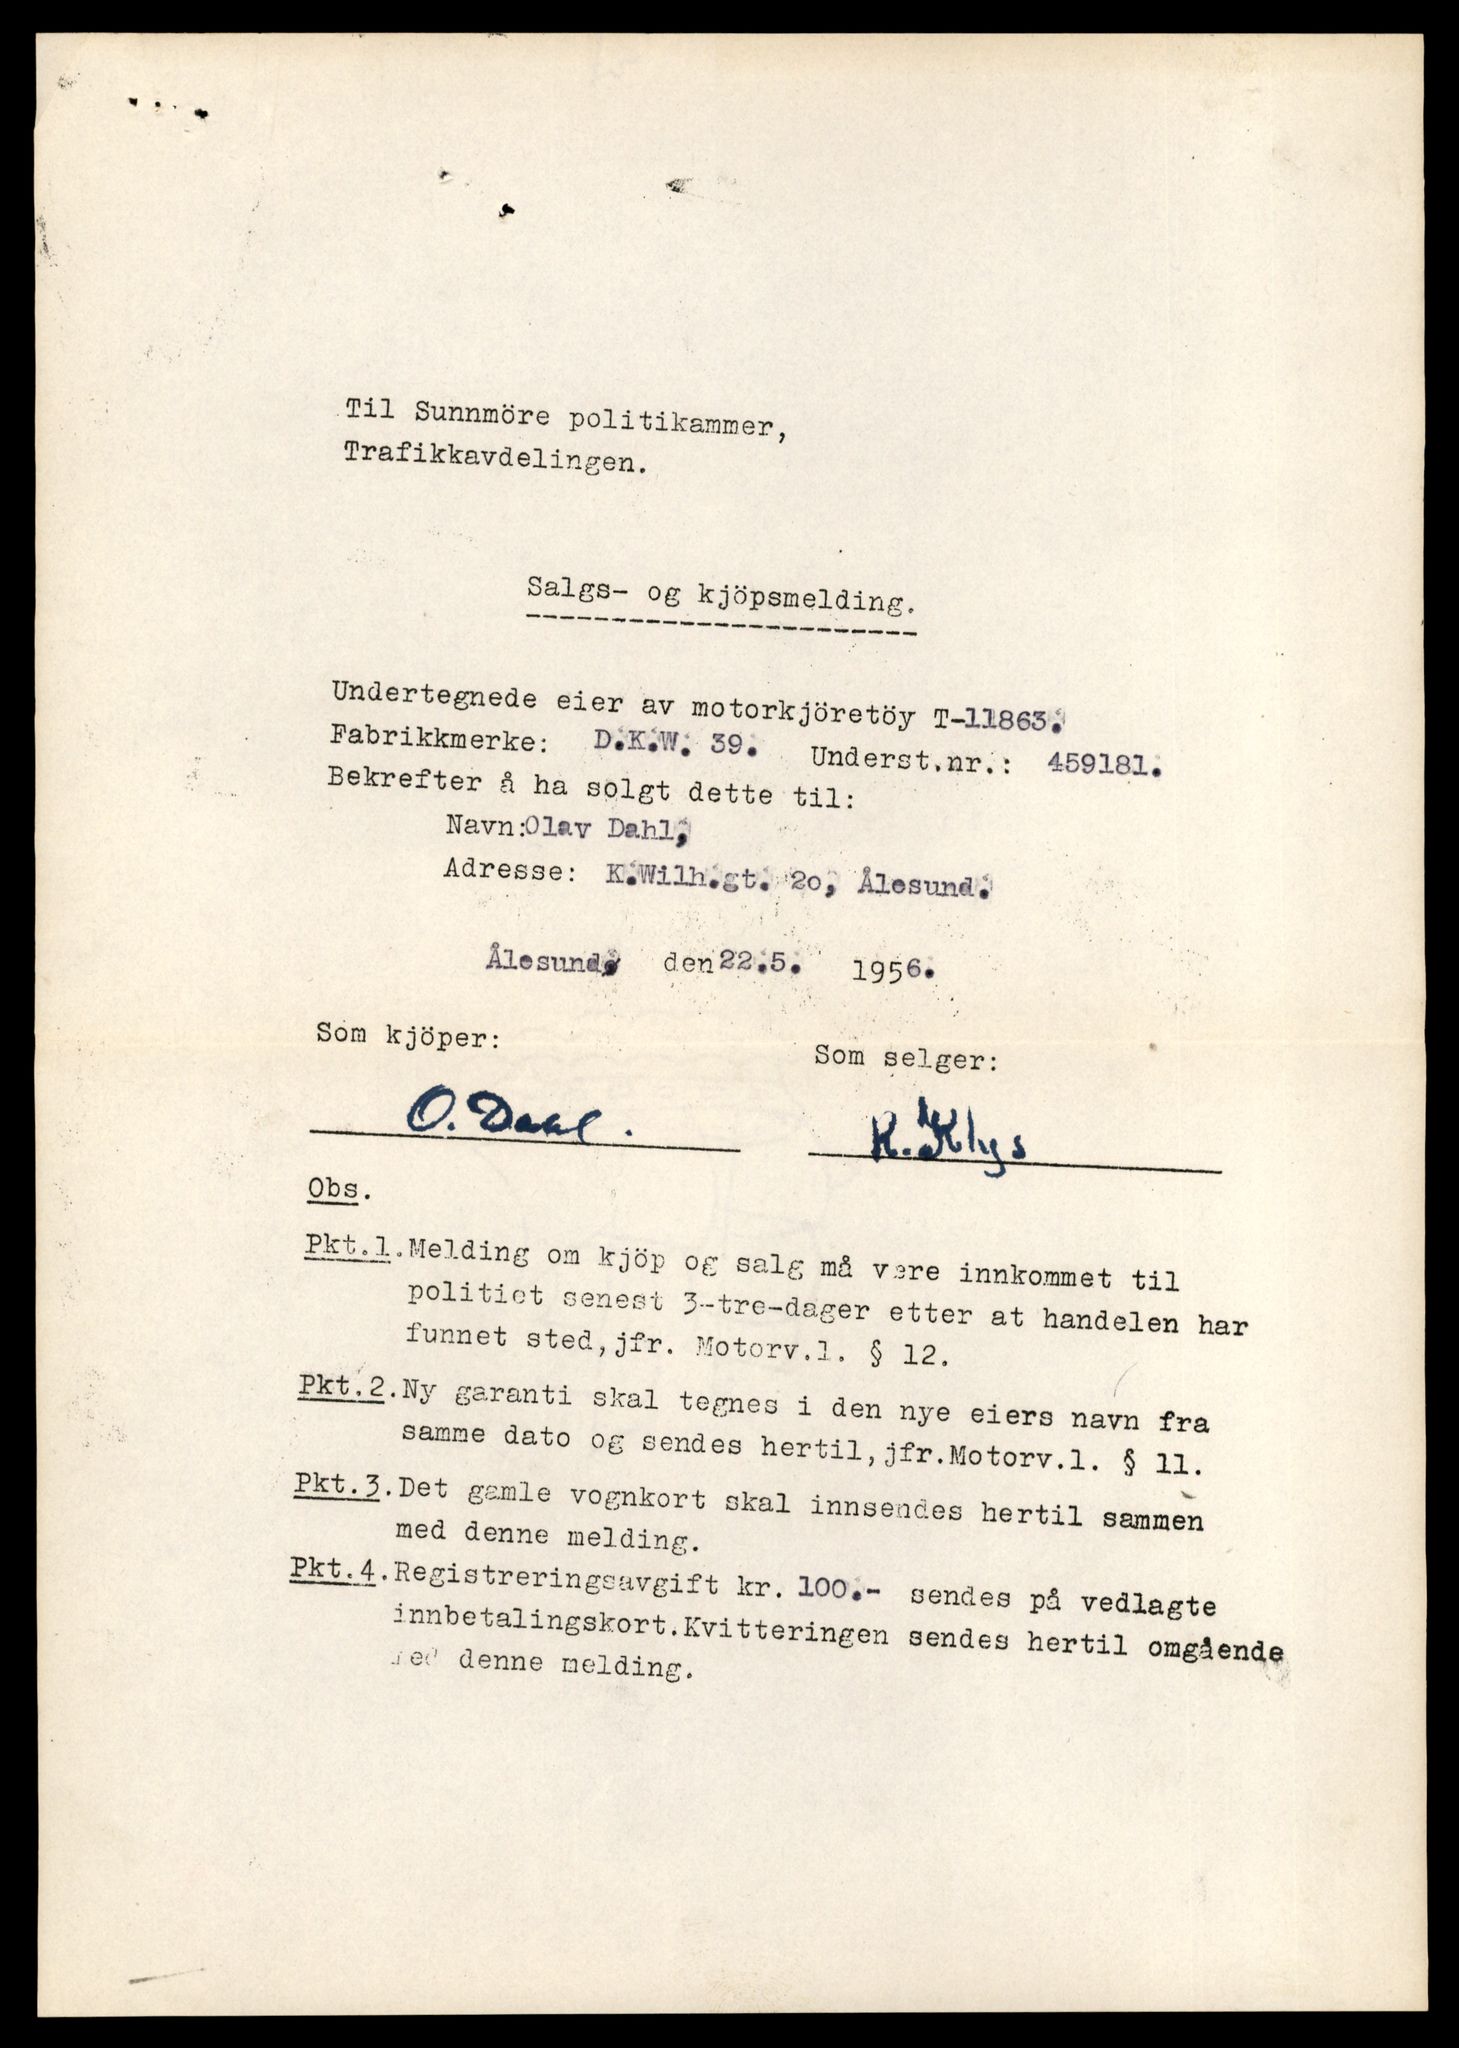 Til Sunnmöre politikammer,
Trafikkavdelingen.
Salgs- og kjöpsmelding.
Undertegnede eier av motorkjöretöy T-11863.
Fabrikkmerke: D.K.W. 39. Underst.nr.: 459181.
Bekrefter å ha solgt dette til:
Navn:Olav Dahl,
Adresse: K.Wilh.gt. 2o, Ålesund.
Ålesund, den 22.5. 1956.
Som kjöper: Som selger:
O. Dahl. K.
Obs.
Pkt.1.Melding om kjöp og salg må vere innkommet til
politiet senest 3-tre-dager etter at handelen har
funnet sted,jfr. Motorv.l. § 12.
Pkt.2.Ny garanti skal tegnes i den nye eiers navn fra
samme dato og sendes hertil,jfr.Motorv.l. § 11.
Pkt.3.Det gamle vognkort skal innsendes hertil sammen
med denne melding.
Pkt.4.Registreringsavgift kr. 100.- sendes på vedlagte
innbetalingskort.Kvitteringen sendes hertil omgående
med denne melding.